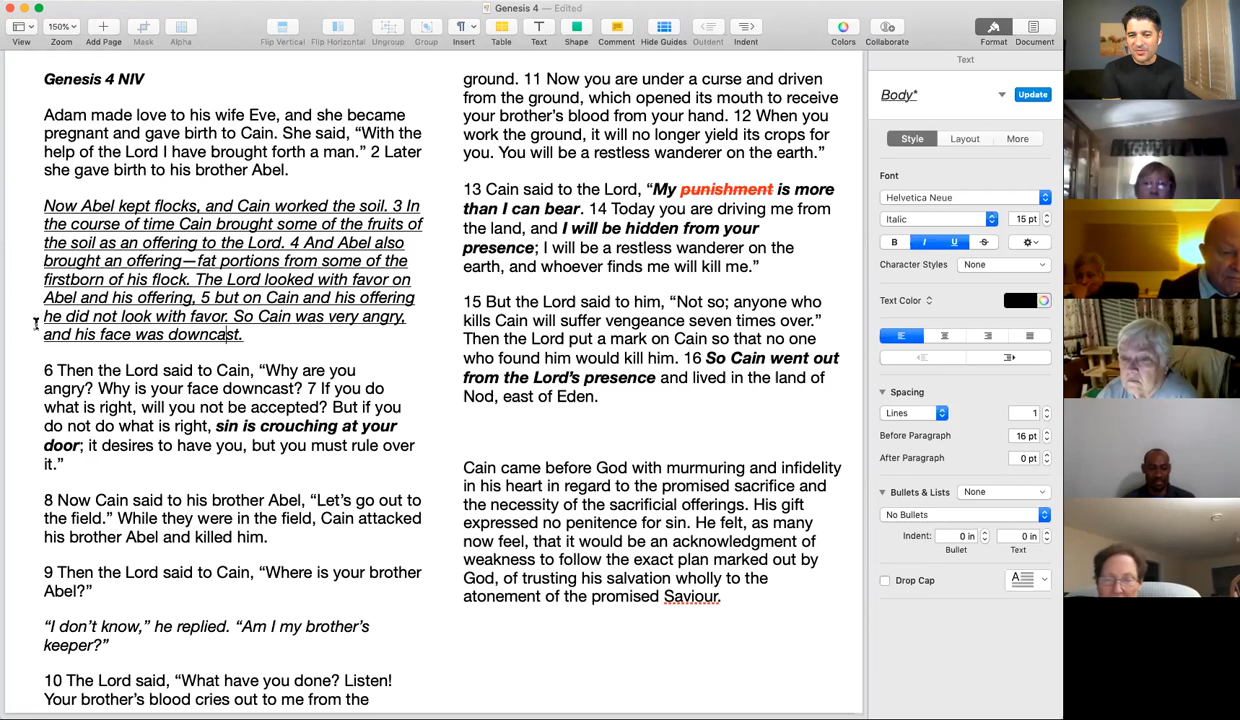 Genesis 4 — Edited
View
150%
Zoom
Add Page
Mask
Alpha
Flip Vertical
Flip Horizontal
Ungroup
Group
Insert
Table
Text
Shape
Comment
Hide Guides
Outdent
Indent
Colors
Collaborate
Format
Document
Genesis 4 NIV
Adam made love to his wife Eve, and she became
pregnant and gave birth to Cain. She said, “With the
help of the Lord I have brought forth a man.” 2 Later
she gave birth to his brother Abel.
Now Abel kept flocks, and Cain worked the soil. 3 In
the course of time Cain brought some of the fruits of
the soil as an offering to the Lord. 4 And Abel also
brought an offering—fat portions from some of the
firstborn of his flock. The Lord looked with favor on
Abel and his offering, 5 but on Cain and his offering
he did not look with favor. So Cain was very angry,
and his face was downcast.
6 Then the Lord said to Cain, “Why are you
angry? Why is your face downcast? 7 If you do
what is right, will you not be accepted? But if you
do not do what is right, sin is crouching at your
door; it desires to have you, but you must rule over
it.”
8 Now Cain said to his brother Abel, “Let’s go out to
the field.” While they were in the field, Cain attacked
his brother Abel and killed him.
9 Then the Lord said to Cain, “Where is your brother
Abel?”
“I don’t know,” he replied. “Am I my brother’s
keeper?”
10 The Lord said, “What have you done? Listen!
Your brother’s blood cries out to me from the
ground. 11 Now you are under a curse and driven
from the ground, which opened its mouth to receive
your brother’s blood from your hand. 12 When you
work the ground, it will no longer yield its crops for
you. You will be a restless wanderer on the earth.”
13 Cain said to the Lord, “My punishment is more
than I can bear. 14 Today you are driving me from
the land, and I will be hidden from your
presence; I will be a restless wanderer on the
earth, and whoever finds me will kill me.”
15 But the Lord said to him, “Not so; anyone who
kills Cain will suffer vengeance seven times over.”
Then the Lord put a mark on Cain so that no one
who found him would kill him. 16 So Cain went out
from the Lord’s presence and lived in the land of
Nod, east of Eden.
Cain came before God with murmuring and infidelity
in his heart in regard to the promised sacrifice and
the necessity of the sacrificial offerings. His gift
expressed no penitence for sin. He felt, as many
now feel, that it would be an acknowledgment of
weakness to follow the exact plan marked out by
God, of trusting his salvation wholly to the
atonement of the promised Saviour.
Text
Body*
Update
Style
Layout
More
Font
Helvetica Neue
Italic
15 pt
B
I
U
S
Character Styles
None
Text Color
Spacing
Lines
1
Before Paragraph
16 pt
After Paragraph
0 pt
Bullets & Lists
None
No Bullets
Indent:
0 in
0 in
Bullet
Text
Drop Cap
A